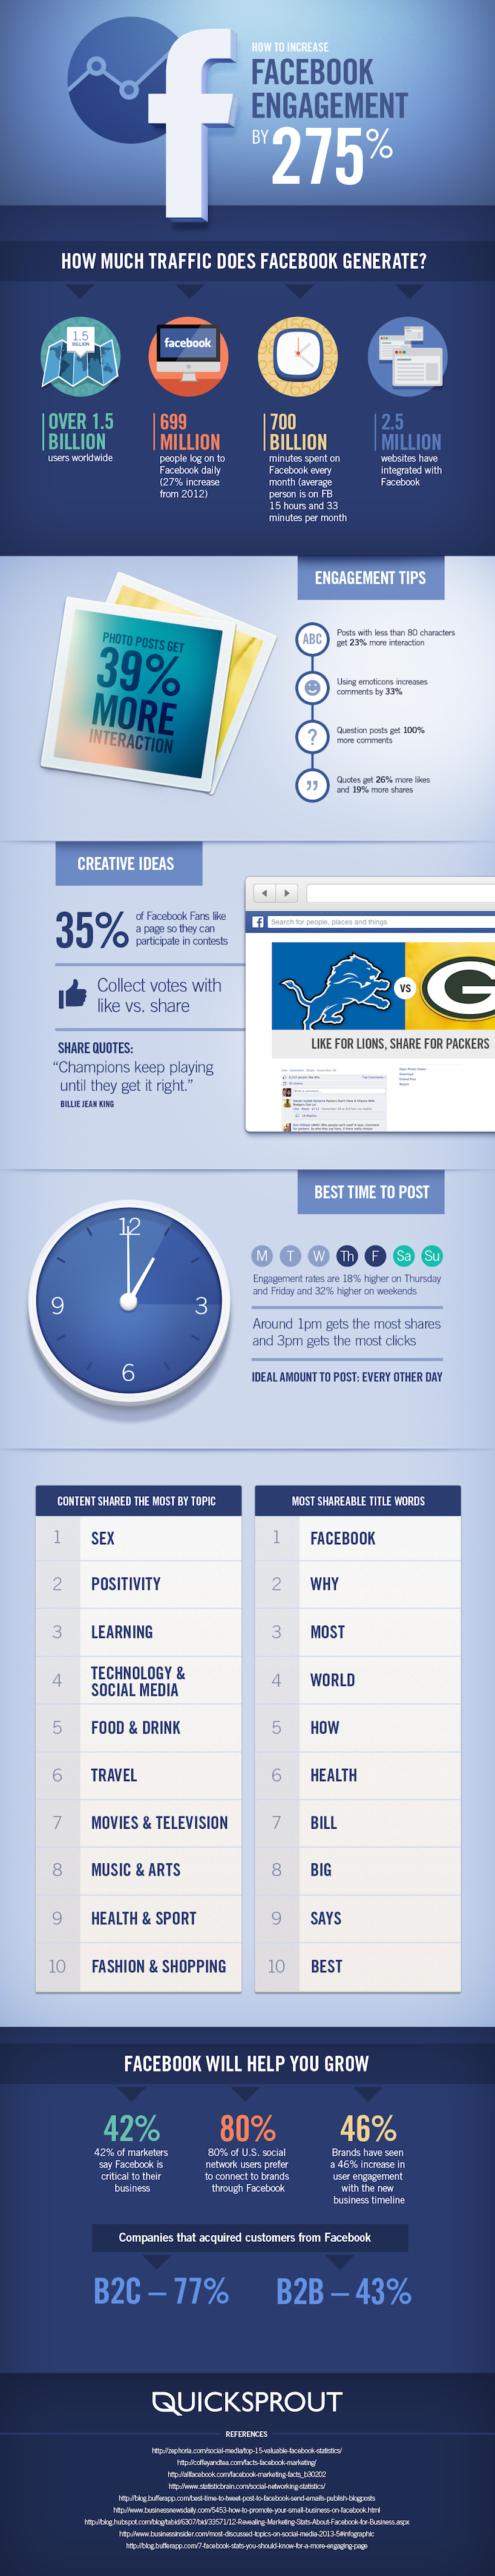 HOW TO INCREASE
FACEBOOK
ENGAGEMENT
BY 275%
HOW MUCH TRAFFIC DOES FACEBOOK GENERATE?
1.5
BILLION
facebook
OVER 1.5
BILLION
users worldwide
699
MILLION
people log on to
Facebook daily
(27% increase
from 2012)
700
BILLION
minutes spent on
Facebook every
month (average
person is on FB
15 hours and 33
minutes per month
2.5
MILLION
websites have
integrated with
Facebook
ENGAGEMENT TIPS
PHOTO POSTS GET
39%
MORE
INTERACTION
ABC
Posts with less than 80 characters
get 23% more interaction
Using emoticons increases
comments by 33%
?
Question posts get 100%
more comments
”
Quotes get 26% more likes
and 19% more shares
CREATIVE IDEAS
35%
of Facebook Fans like
a page so they can
participate in contests
Collect votes with
like vs. share
SHARE QUOTES:
“Champions keep playing
until they get it right.”
BILLIE JEAN KING
f
Search for people, places and things
VS
G
LIKE FOR LIONS, SHARE FOR PACKERS
BEST TIME TO POST
12
9
3
6
M T W Th F Sa Su
Engagement rates are 18% higher on Thursday
and Friday and 32% higher on weekends
Around 1pm gets the most shares
and 3pm gets the most clicks
IDEAL AMOUNT TO POST: EVERY OTHER DAY
CONTENT SHARED THE MOST BY TOPIC
1 SEX
2 POSITIVITY
3 LEARNING
4 TECHNOLOGY &
SOCIAL MEDIA
5 FOOD & DRINK
6 TRAVEL
7 MOVIES & TELEVISION
8 MUSIC & ARTS
9 HEALTH & SPORT
10 FASHION & SHOPPING
MOST SHAREABLE TITLE WORDS
1 FACEBOOK
2 WHY
3 MOST
4 WORLD
5 HOW
6 HEALTH
7 BILL
8 BIG
9 SAYS
10 BEST
FACEBOOK WILL HELP YOU GROW
42%
42% of marketers
say Facebook is
critical to their
business
80%
80% of U.S. social
network users prefer
to connect to brands
through Facebook
46%
Brands have seen
a 46% increase in
user engagement
with the new
business timeline
Companies that acquired customers from Facebook
B2C – 77%
B2B – 43%
QUICKSPROUT
REFERENCES
http://zephoria.com/social-media/top-15-valuable-facebook-statistics/
http://coffeyandtea.com/facts-facebook-marketing/
http://allfacebook.com/facebook-marketing-facts_b30202
http://www.statisticbrain.com/social-networking-statistics/
http://blog.bufferapp.com/best-time-to-tweet-post-to-facebook-send-emails-publish-blogposts
http://www.businessnewsdaily.com/5453-how-to-promote-your-small-business-on-facebook.html
http://blog.hubspot.com/blog/tabid/6307/bid/33571/12-Revealing-Marketing-Stats-About-Facebook-for-Business.aspx
http://www.businessinsider.com/most-discussed-topics-on-social-media-2013-5#infographic
http://blog.bufferapp.com/7-facebook-stats-you-should-know-for-a-more-engaging-page